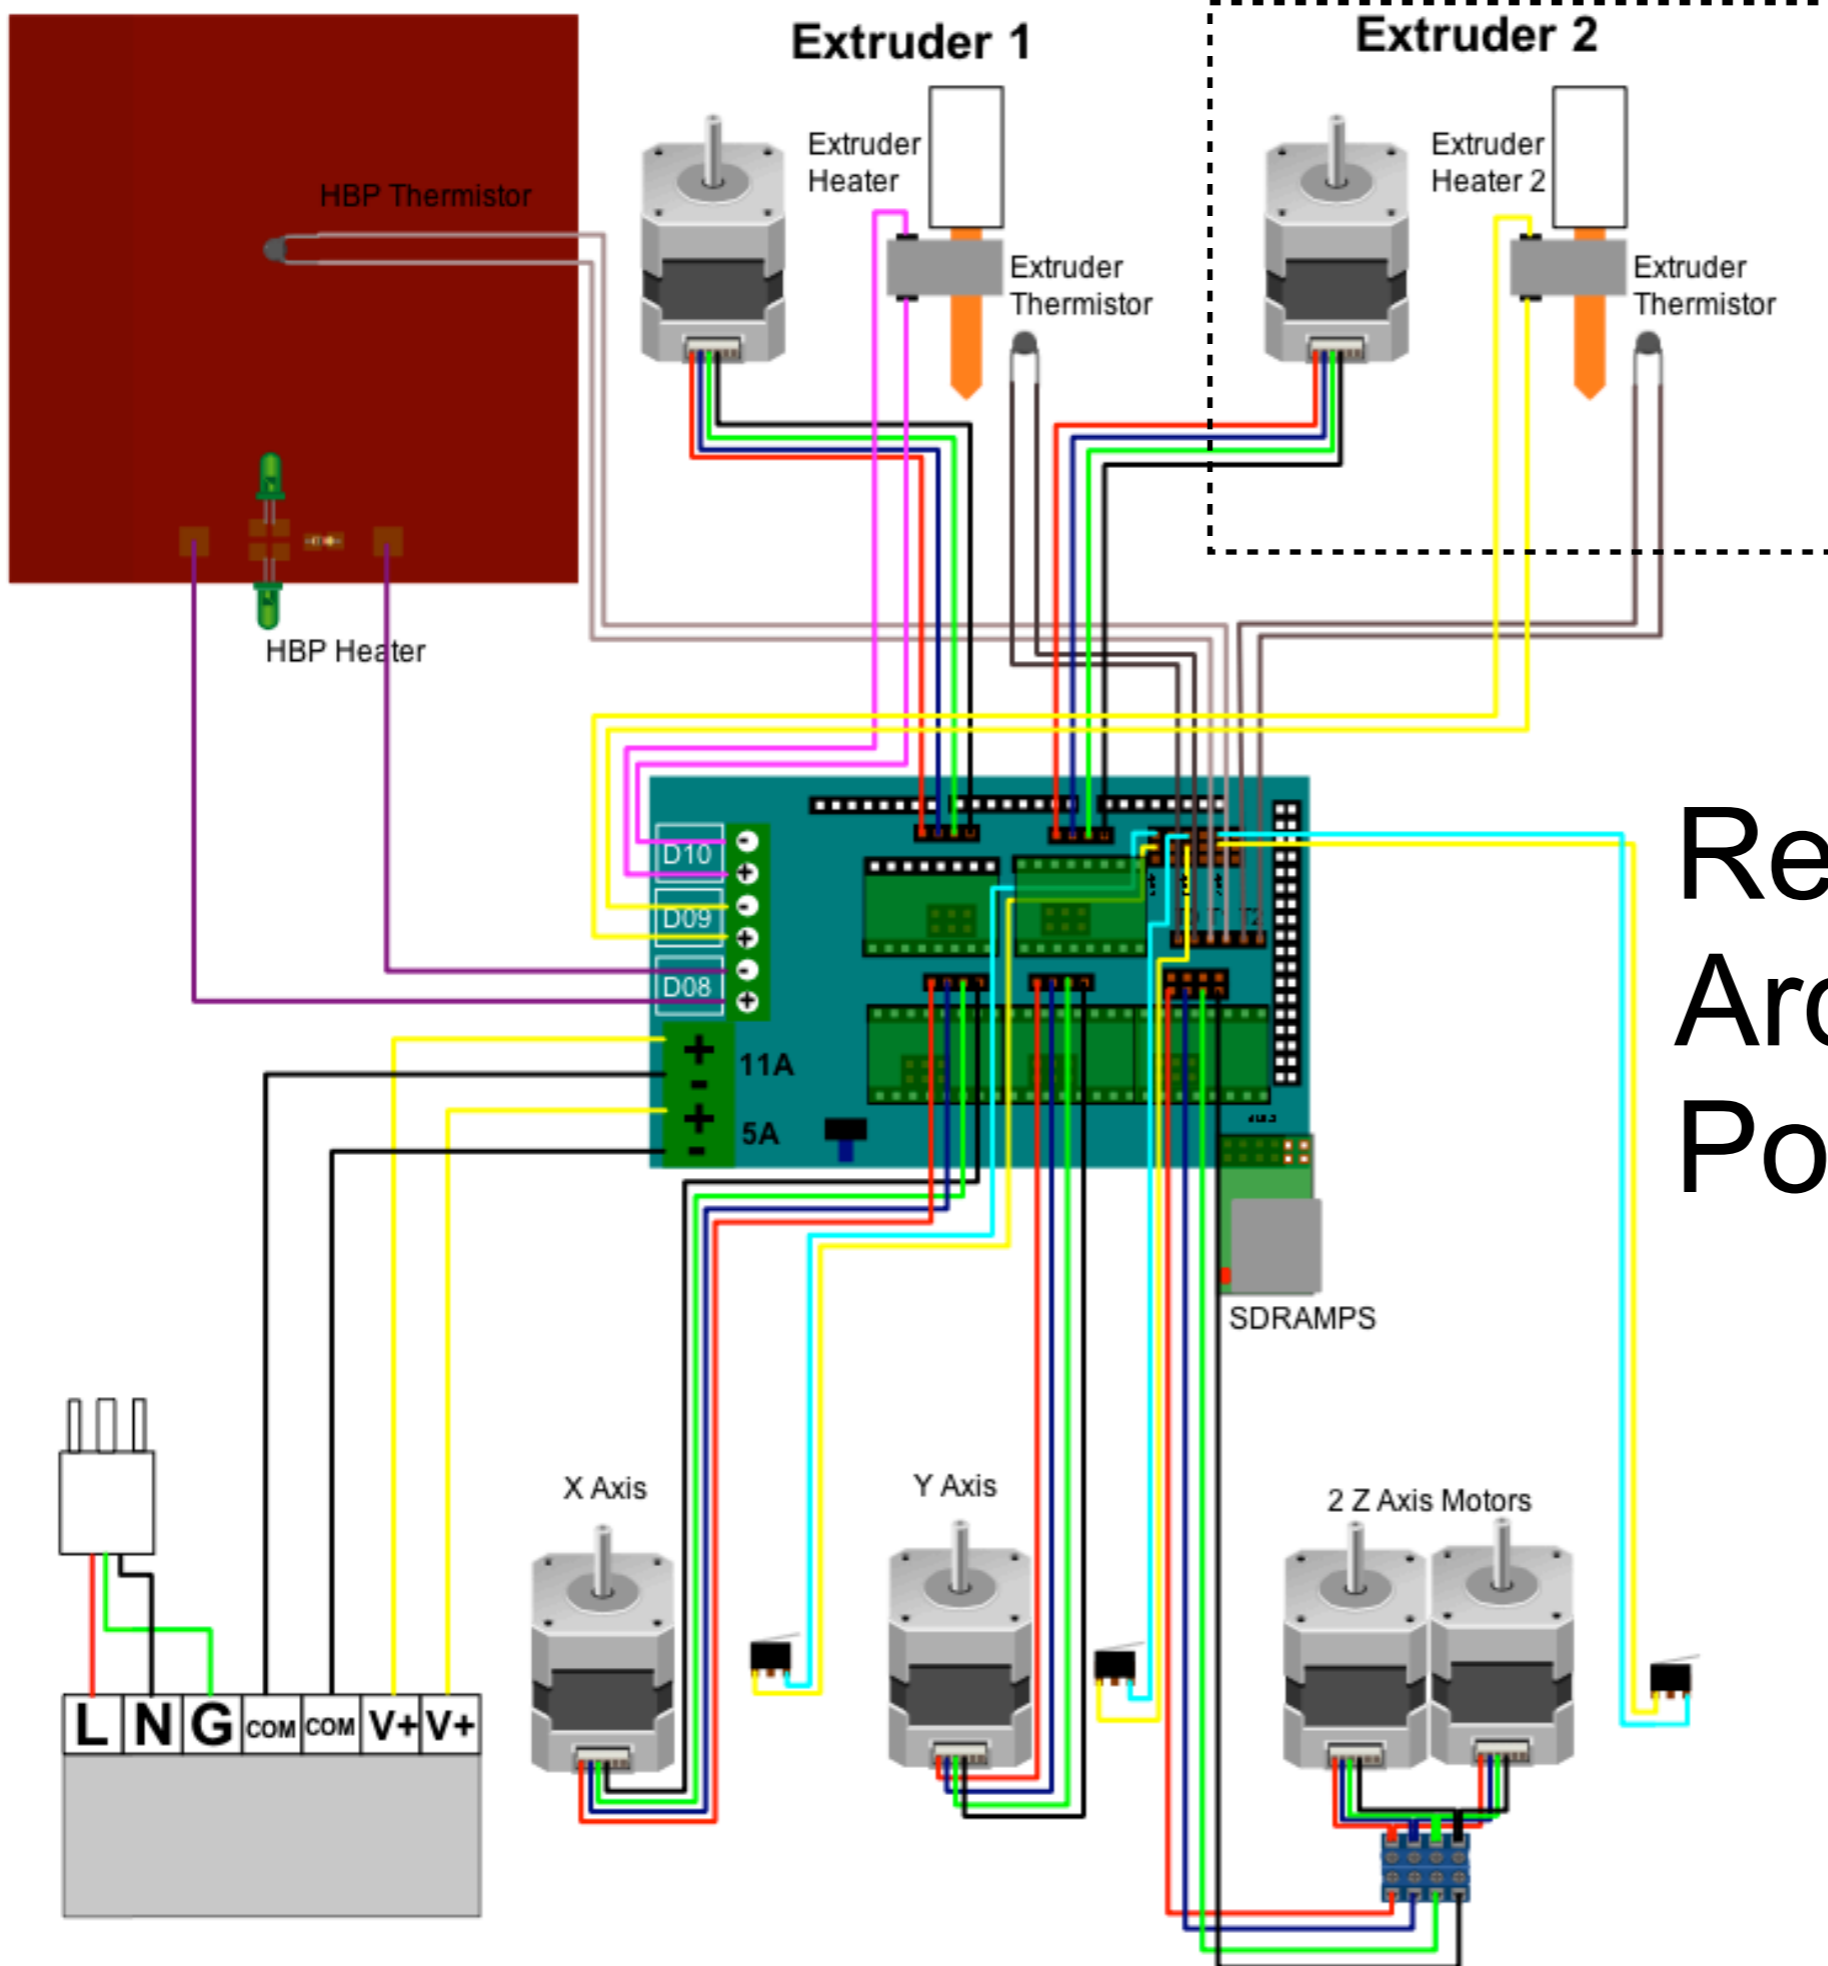 Extruder 1
Extruder 2
Extruder
Heater
Extruder
Heater 2
HBP Thermistor
Extruder
Thermistor
Extruder
Thermistor
HBP Heater
D10
-
+
D09
-
+
D08
-
+
T2
+
11A
-
+
5A
-
Re
Po
SDRAMPS
X Axis
Y Axis
2 Z Axis Motors
L N G COM COM V+ V+